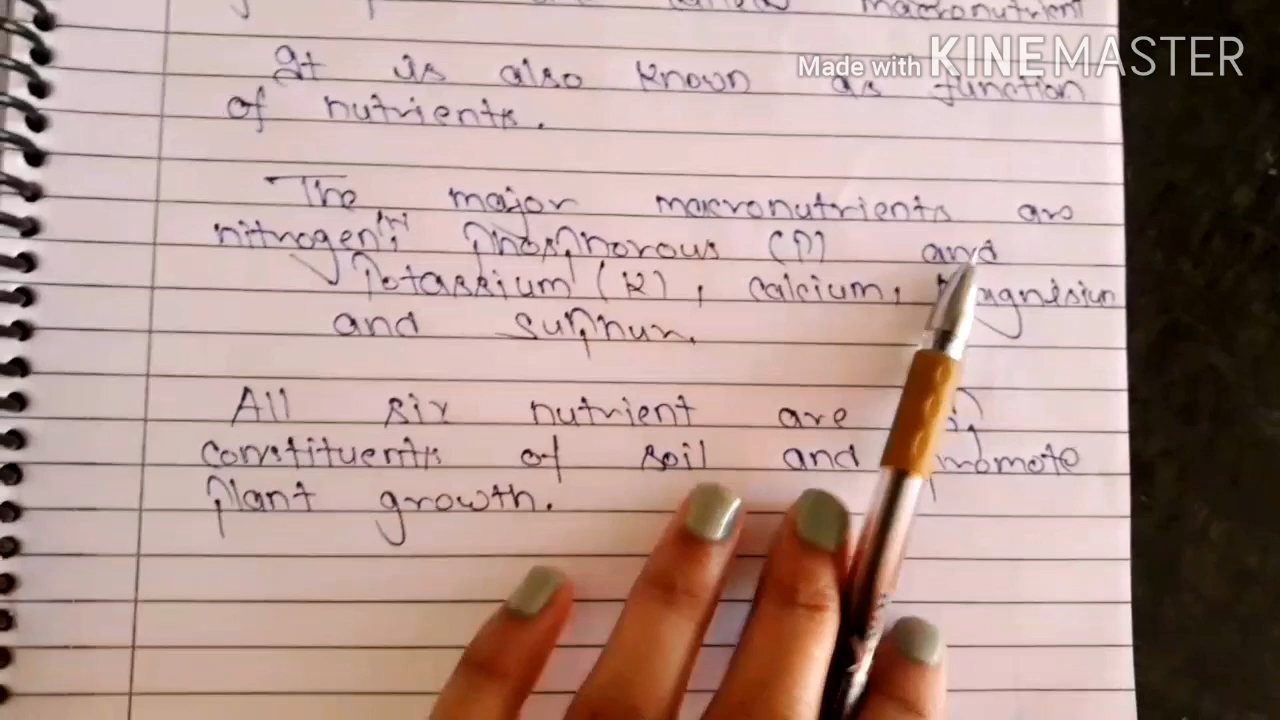 macronutrient
Made with KINEMASTER
It is also known as function
of nutrients.
The major macronutrients are
nitrogen, phosphorous (P) and
Potassium (K), calcium, Magnesium
and Sulphur.
All six nutrient are
constituents of soil and promote
plant growth.